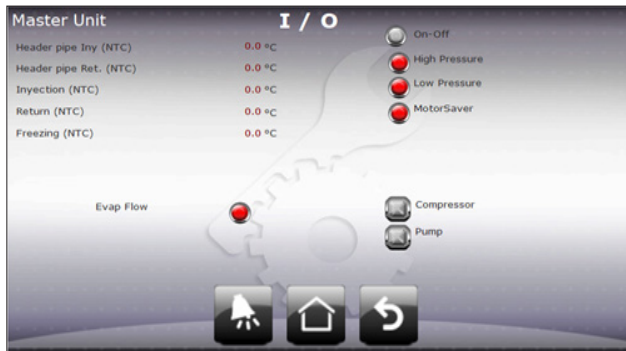 Master Unit
I / O
Header pipe Iny (NTC) 0.0 ºC
Header pipe Ret. (NTC) 0.0 ºC
Inyection (NTC) 0.0 ºC
Return (NTC) 0.0 ºC
Freezing (NTC) 0.0 ºC
On-Off
High Pressure
Low Pressure
MotorSaver
Evap Flow
Compressor
Pump